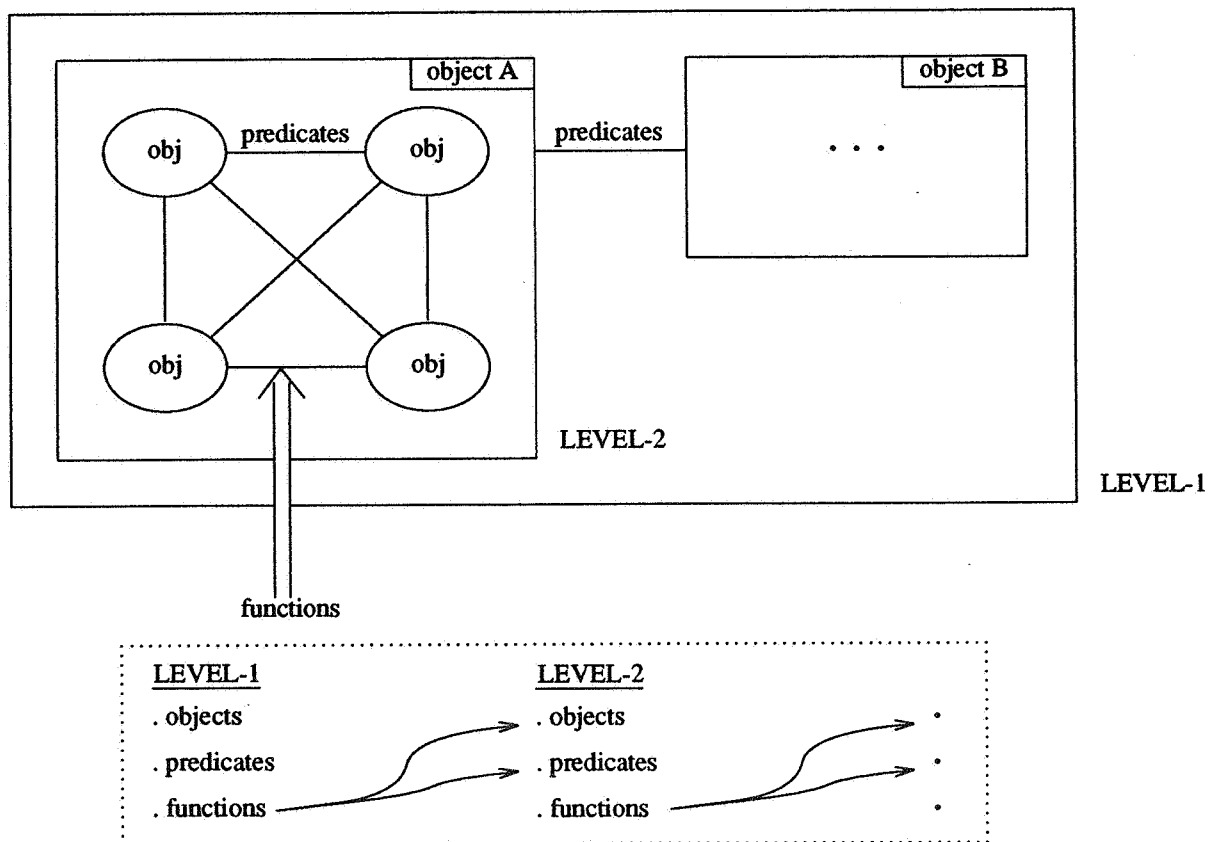 object A
object B
predicates
predicates
obj
obj
. . .
obj
obj
LEVEL-2
LEVEL-1
functions
LEVEL-1
LEVEL-2
. objects
. objects
.
. predicates
. predicates
.
. functions
. functions
.